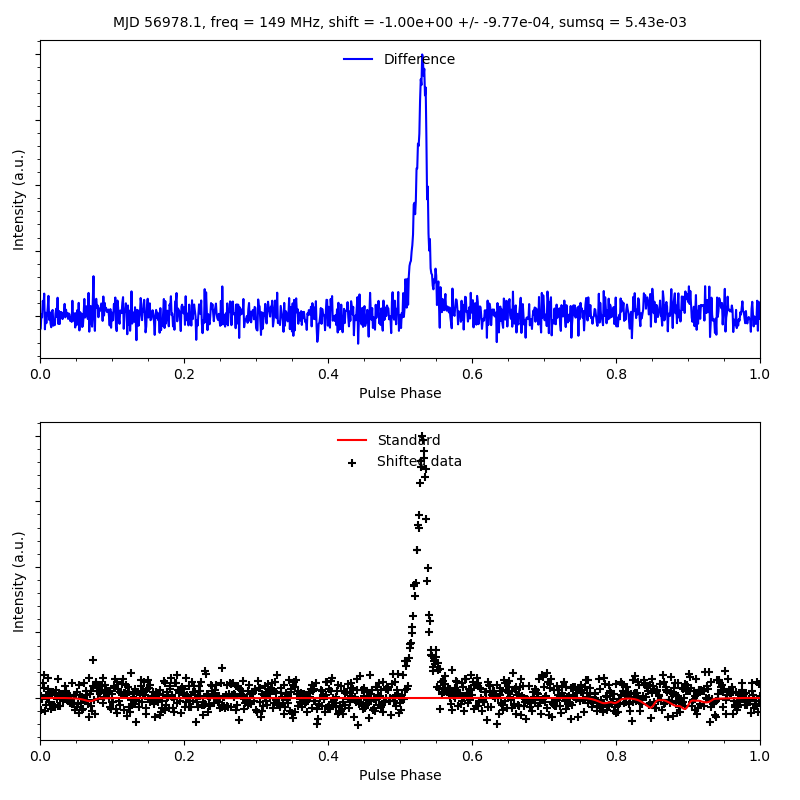 MJD 56978.1, freq = 149 MHz, shift = -1.00e+00 +/- -9.77e-04, sumsq = 5.43e-03
Difference
Intensity (a.u.)
0.0 0.2 0.4 0.6 0.8 1.0
Pulse Phase
Standard
Shifted data
Intensity (a.u.)
0.0 0.2 0.4 0.6 0.8 1.0
Pulse Phase